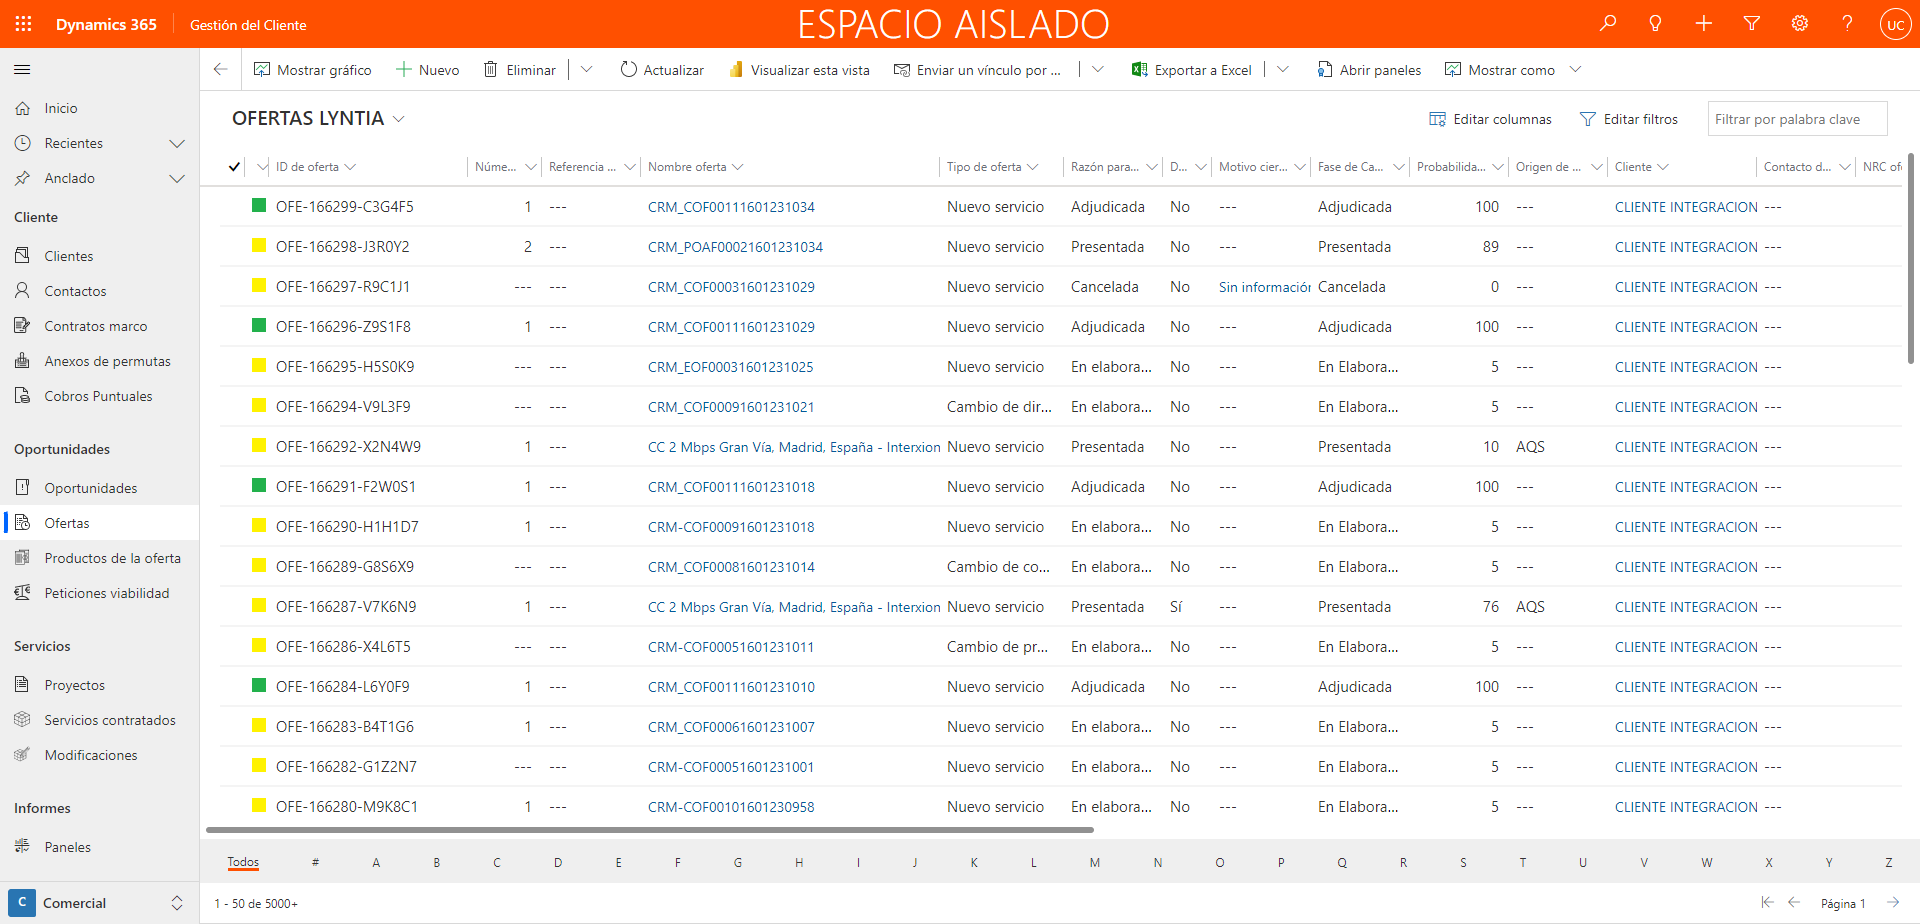 Dynamics 365
Gestión del Cliente
ESPACIO AISLADO
UC
Mostrar gráfico
Nuevo
Eliminar
Actualizar
Visualizar esta vista
Enviar un vínculo por ...
Exportar a Excel
Abrir paneles
Mostrar como
Inicio
Recientes
Anclado
Cliente
Clientes
Contactos
Contratos marco
Anexos de permutas
Cobros Puntuales
Oportunidades
Oportunidades
Ofertas
Productos de la oferta
Peticiones viabilidad
Servicios
Proyectos
Servicios contratados
Modificaciones
Informes
Paneles
C Comercial
OFERTAS LYNTIA
Editar columnas
Editar filtros
Filtrar por palabra clave
ID de oferta Núme... Referencia ... Nombre oferta Tipo de oferta Razón para... D... Motivo cier... Fase de Ca... Probabilida... Origen de ... Cliente Contacto d... NRC of
OFE-166299-C3G4F5 1 --- CRM_COF00111601231034 Nuevo servicio Adjudicada No --- Adjudicada 100 --- CLIENTE INTEGRACION ---
OFE-166298-J3R0Y2 2 --- CRM_POAF00021601231034 Nuevo servicio Presentada No --- Presentada 89 --- CLIENTE INTEGRACION ---
OFE-166297-R9C1J1 --- --- CRM_COF00031601231029 Nuevo servicio Cancelada No Sin información Cancelada 0 --- CLIENTE INTEGRACION ---
OFE-166296-Z9S1F8 1 --- CRM_COF00111601231029 Nuevo servicio Adjudicada No --- Adjudicada 100 --- CLIENTE INTEGRACION ---
OFE-166295-H5S0K9 --- --- CRM_EOF00031601231025 Nuevo servicio En elabora... No --- En Elabora... 5 --- CLIENTE INTEGRACION ---
OFE-166294-V9L3F9 --- --- CRM_COF00091601231021 Cambio de dir... En elabora... No --- En Elabora... 5 --- CLIENTE INTEGRACION ---
OFE-166292-X2N4W9 1 --- CC 2 Mbps Gran Vía, Madrid, España - Interxion Nuevo servicio Presentada No --- Presentada 10 AQS CLIENTE INTEGRACION ---
OFE-166291-F2W0S1 1 --- CRM_COF00111601231018 Nuevo servicio Adjudicada No --- Adjudicada 100 --- CLIENTE INTEGRACION ---
OFE-166290-H1H1D7 1 --- CRM-COF00091601231018 Nuevo servicio En elabora... No --- En Elabora... 5 --- CLIENTE INTEGRACION ---
OFE-166289-G8S6X9 --- --- CRM_COF00081601231014 Cambio de co... En elabora... No --- En Elabora... 5 --- CLIENTE INTEGRACION ---
OFE-166287-V7K6N9 1 --- CC 2 Mbps Gran Vía, Madrid, España - Interxion Nuevo servicio Presentada Sí --- Presentada 76 AQS CLIENTE INTEGRACION ---
OFE-166286-X4L6T5 --- --- CRM-COF00051601231011 Cambio de pr... En elabora... No --- En Elabora... 5 --- CLIENTE INTEGRACION ---
OFE-166284-L6Y0F9 1 --- CRM_COF00111601231010 Nuevo servicio Adjudicada No --- Adjudicada 100 --- CLIENTE INTEGRACION ---
OFE-166283-B4T1G6 1 --- CRM_COF00061601231007 Nuevo servicio En elabora... No --- En Elabora... 5 --- CLIENTE INTEGRACION ---
OFE-166282-G1Z2N7 --- --- CRM-COF00051601231001 Nuevo servicio En elabora... No --- En Elabora... 5 --- CLIENTE INTEGRACION ---
OFE-166280-M9K8C1 1 --- CRM-COF00101601230958 Nuevo servicio En elabora... No --- En Elabora... 5 --- CLIENTE INTEGRACION ---
Todos # A B C D E F G H I J K L M N O P Q R S T U V W X Y Z
1 - 50 de 5000+
Página 1